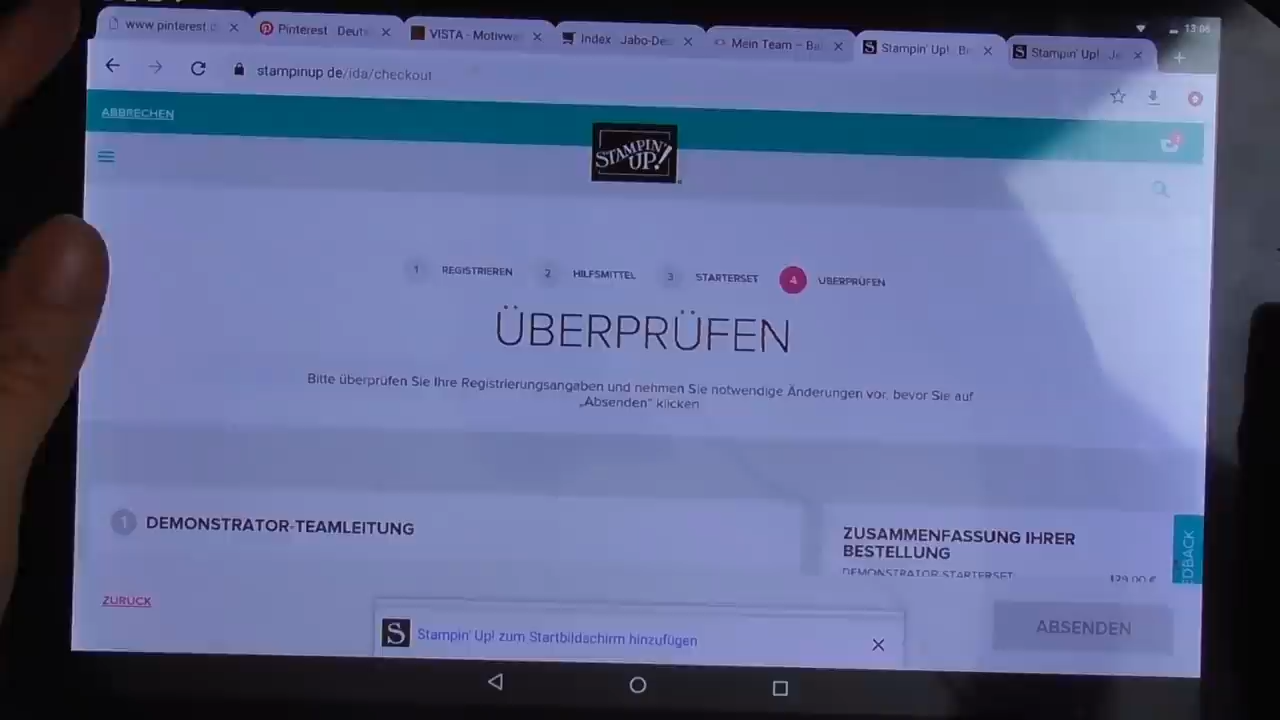 www.pinterest.
Pinterest Deuts
VISTA - Motivwe
Index Jabo-De
Mein Team – Ba
Stampin' Up! B
Stampin' Up! Je
13:06
stampinup.de/ida/checkout
ABBRECHEN
STAMPIN' UP!
1 REGISTRIEREN 2 HILFSMITTEL 3 STARTERSET 4 ÜBERPRÜFEN
ÜBERPRÜFEN
Bitte überprüfen Sie Ihre Registrierungsangaben und nehmen Sie notwendige Änderungen vor, bevor Sie auf
„Absenden" klicken
1 DEMONSTRATOR-TEAMLEITUNG
ZUSAMMENFASSUNG IHRER
BESTELLUNG
DEMONSTRATOR STARTERSET 129,00 €
EDBACK
ZURÜCK
S Stampin' Up! zum Startbildschirm hinzufügen
ABSENDEN